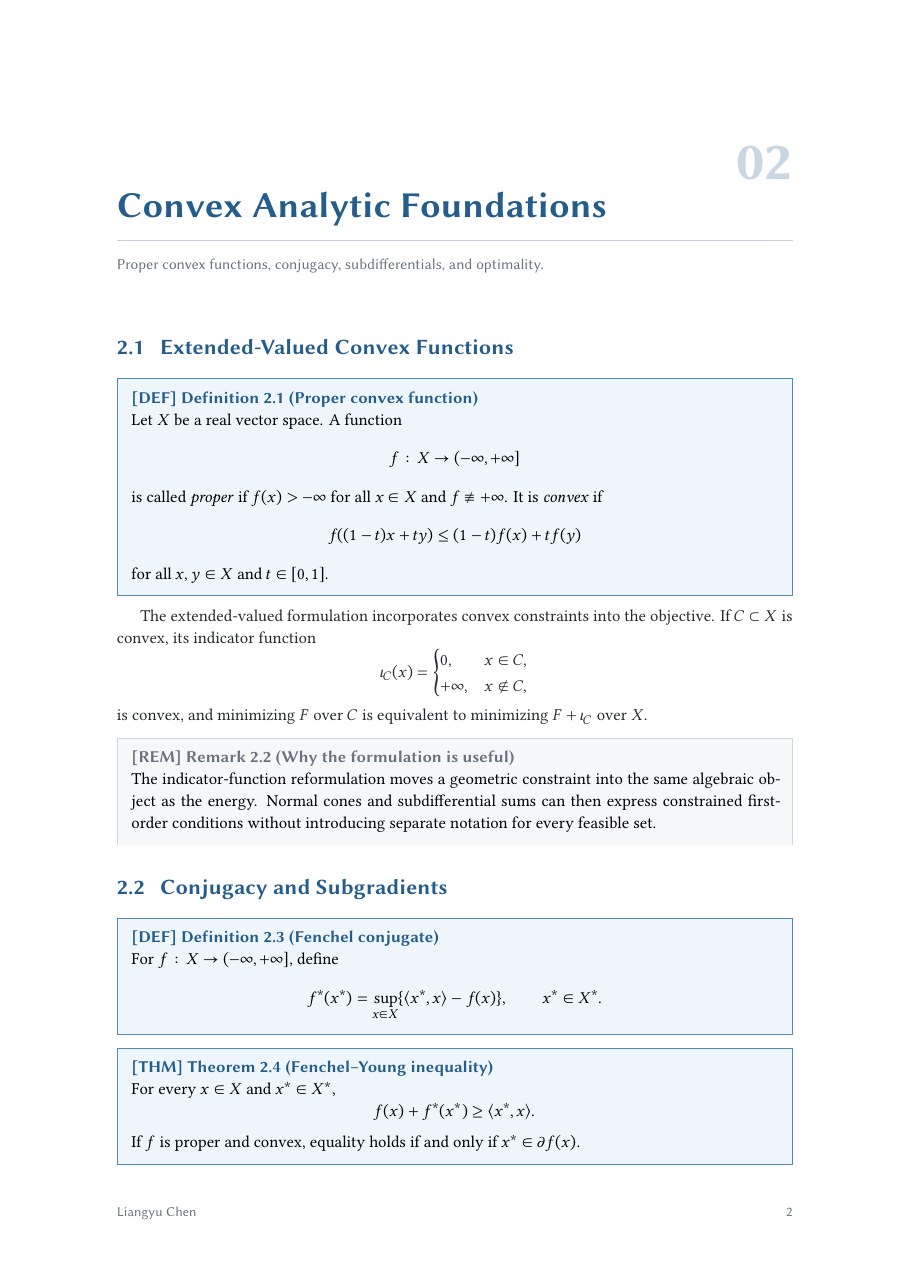 02
Convex Analytic Foundations
Proper convex functions, conjugacy, subdifferentials, and optimality.
2.1 Extended-Valued Convex Functions
[DEF] Definition 2.1 (Proper convex function)
Let X be a real vector space. A function
f : X → (−∞, +∞]
is called proper if f(x) > −∞ for all x ∈ X and f ≢ +∞. It is convex if
f((1 − t)x + ty) ≤ (1 − t)f(x) + tf(y)
for all x, y ∈ X and t ∈ [0, 1].
The extended-valued formulation incorporates convex constraints into the objective. If C ⊂ X is
convex, its indicator function
ι_C(x) = { 0, x ∈ C,
+∞, x ∉ C,
is convex, and minimizing F over C is equivalent to minimizing F + ι_C over X.
[REM] Remark 2.2 (Why the formulation is useful)
The indicator-function reformulation moves a geometric constraint into the same algebraic ob-
ject as the energy. Normal cones and subdifferential sums can then express constrained first-
order conditions without introducing separate notation for every feasible set.
2.2 Conjugacy and Subgradients
[DEF] Definition 2.3 (Fenchel conjugate)
For f : X → (−∞, +∞], define
f*(x*) = sup{⟨x*, x⟩ − f(x)}, x* ∈ X*.
x∈X
[THM] Theorem 2.4 (Fenchel–Young inequality)
For every x ∈ X and x* ∈ X*,
f(x) + f*(x*) ≥ ⟨x*, x⟩.
If f is proper and convex, equality holds if and only if x* ∈ ∂f(x).
Liangyu Chen 2